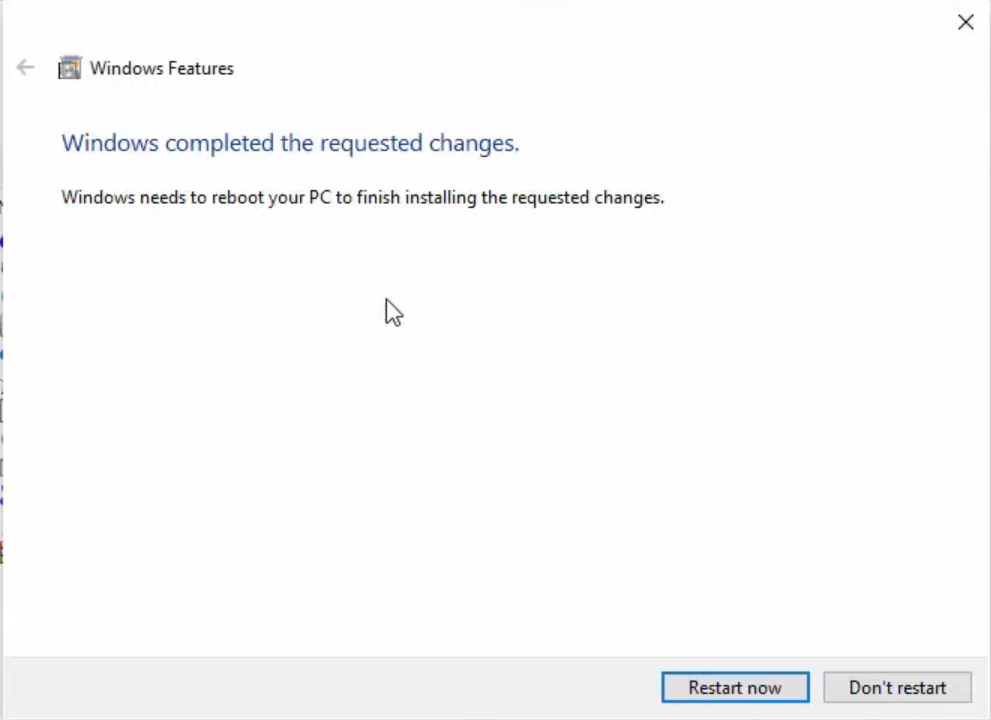 Windows Features
Windows completed the requested changes.
Windows needs to reboot your PC to finish installing the requested changes.
Restart now
Don't restart